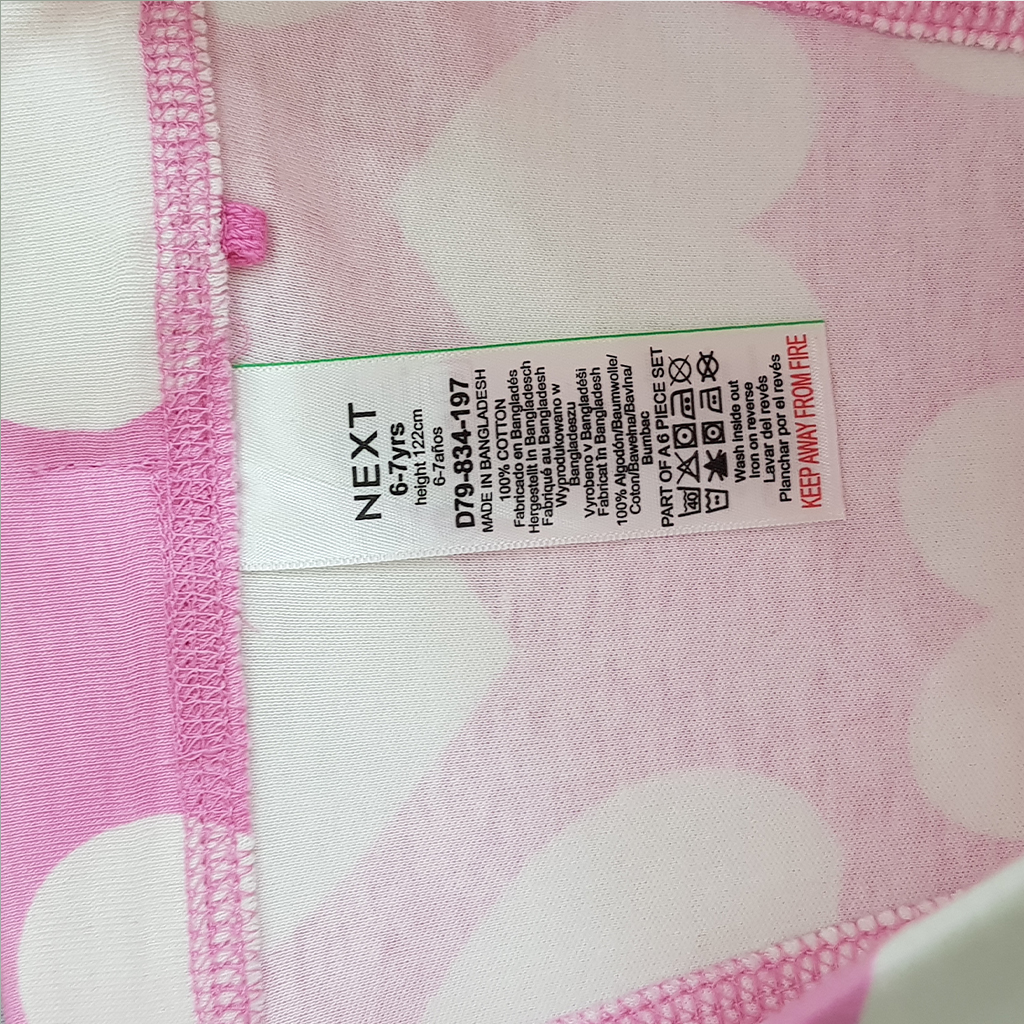 NEXT
6-7yrs
height 122cm
6-7años
D79-834-197
MADE IN BANGLADESH
100% COTTON
Fabricado en Bangladés
Hergestellt in Bangladesch
Fabriqué au Bangladesh
Wyprodukowano w
Bangladeszu
Vyrobeno v Bangladéši
Fabricat în Bangladesh
100% Algodón/Baumwolle/
Coton/Bawełna/Bavlna/
Bumbac
PART OF A 6 PIECE SET
40
Wash inside out
Iron on reverse
Lavar del revés
Planchar por el revés
KEEP AWAY FROM FIRE